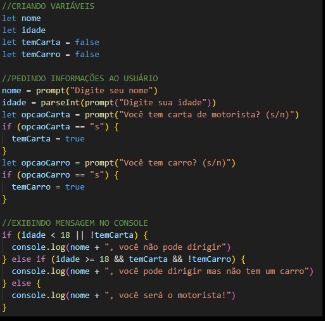 //CRIANDO VARIÁVEIS
let nome
let idade
let temCarta = false
let temCarro = false
//PEDINDO INFORMAÇÕES AO USUÁRIO
nome = prompt("Digite seu nome")
idade = parseInt(prompt("Digite sua idade"))
let opcaoCarta = prompt("Você tem carta de motorista? (s/n)")
if (opcaoCarta == "s") {
temCarta = true
}
let opcaoCarro = prompt("Você tem carro? (s/n)")
if (opcaoCarro == "s") {
temCarro = true
}
//EXIBINDO MENSAGEM NO CONSOLE
if (idade < 18 || !temCarta) {
console.log(nome + ", você não pode dirigir")
} else if (idade >= 18 && temCarta && !temCarro) {
console.log(nome + ", você pode dirigir mas não tem um carro")
} else {
console.log(nome + ", você será o motorista!")
}